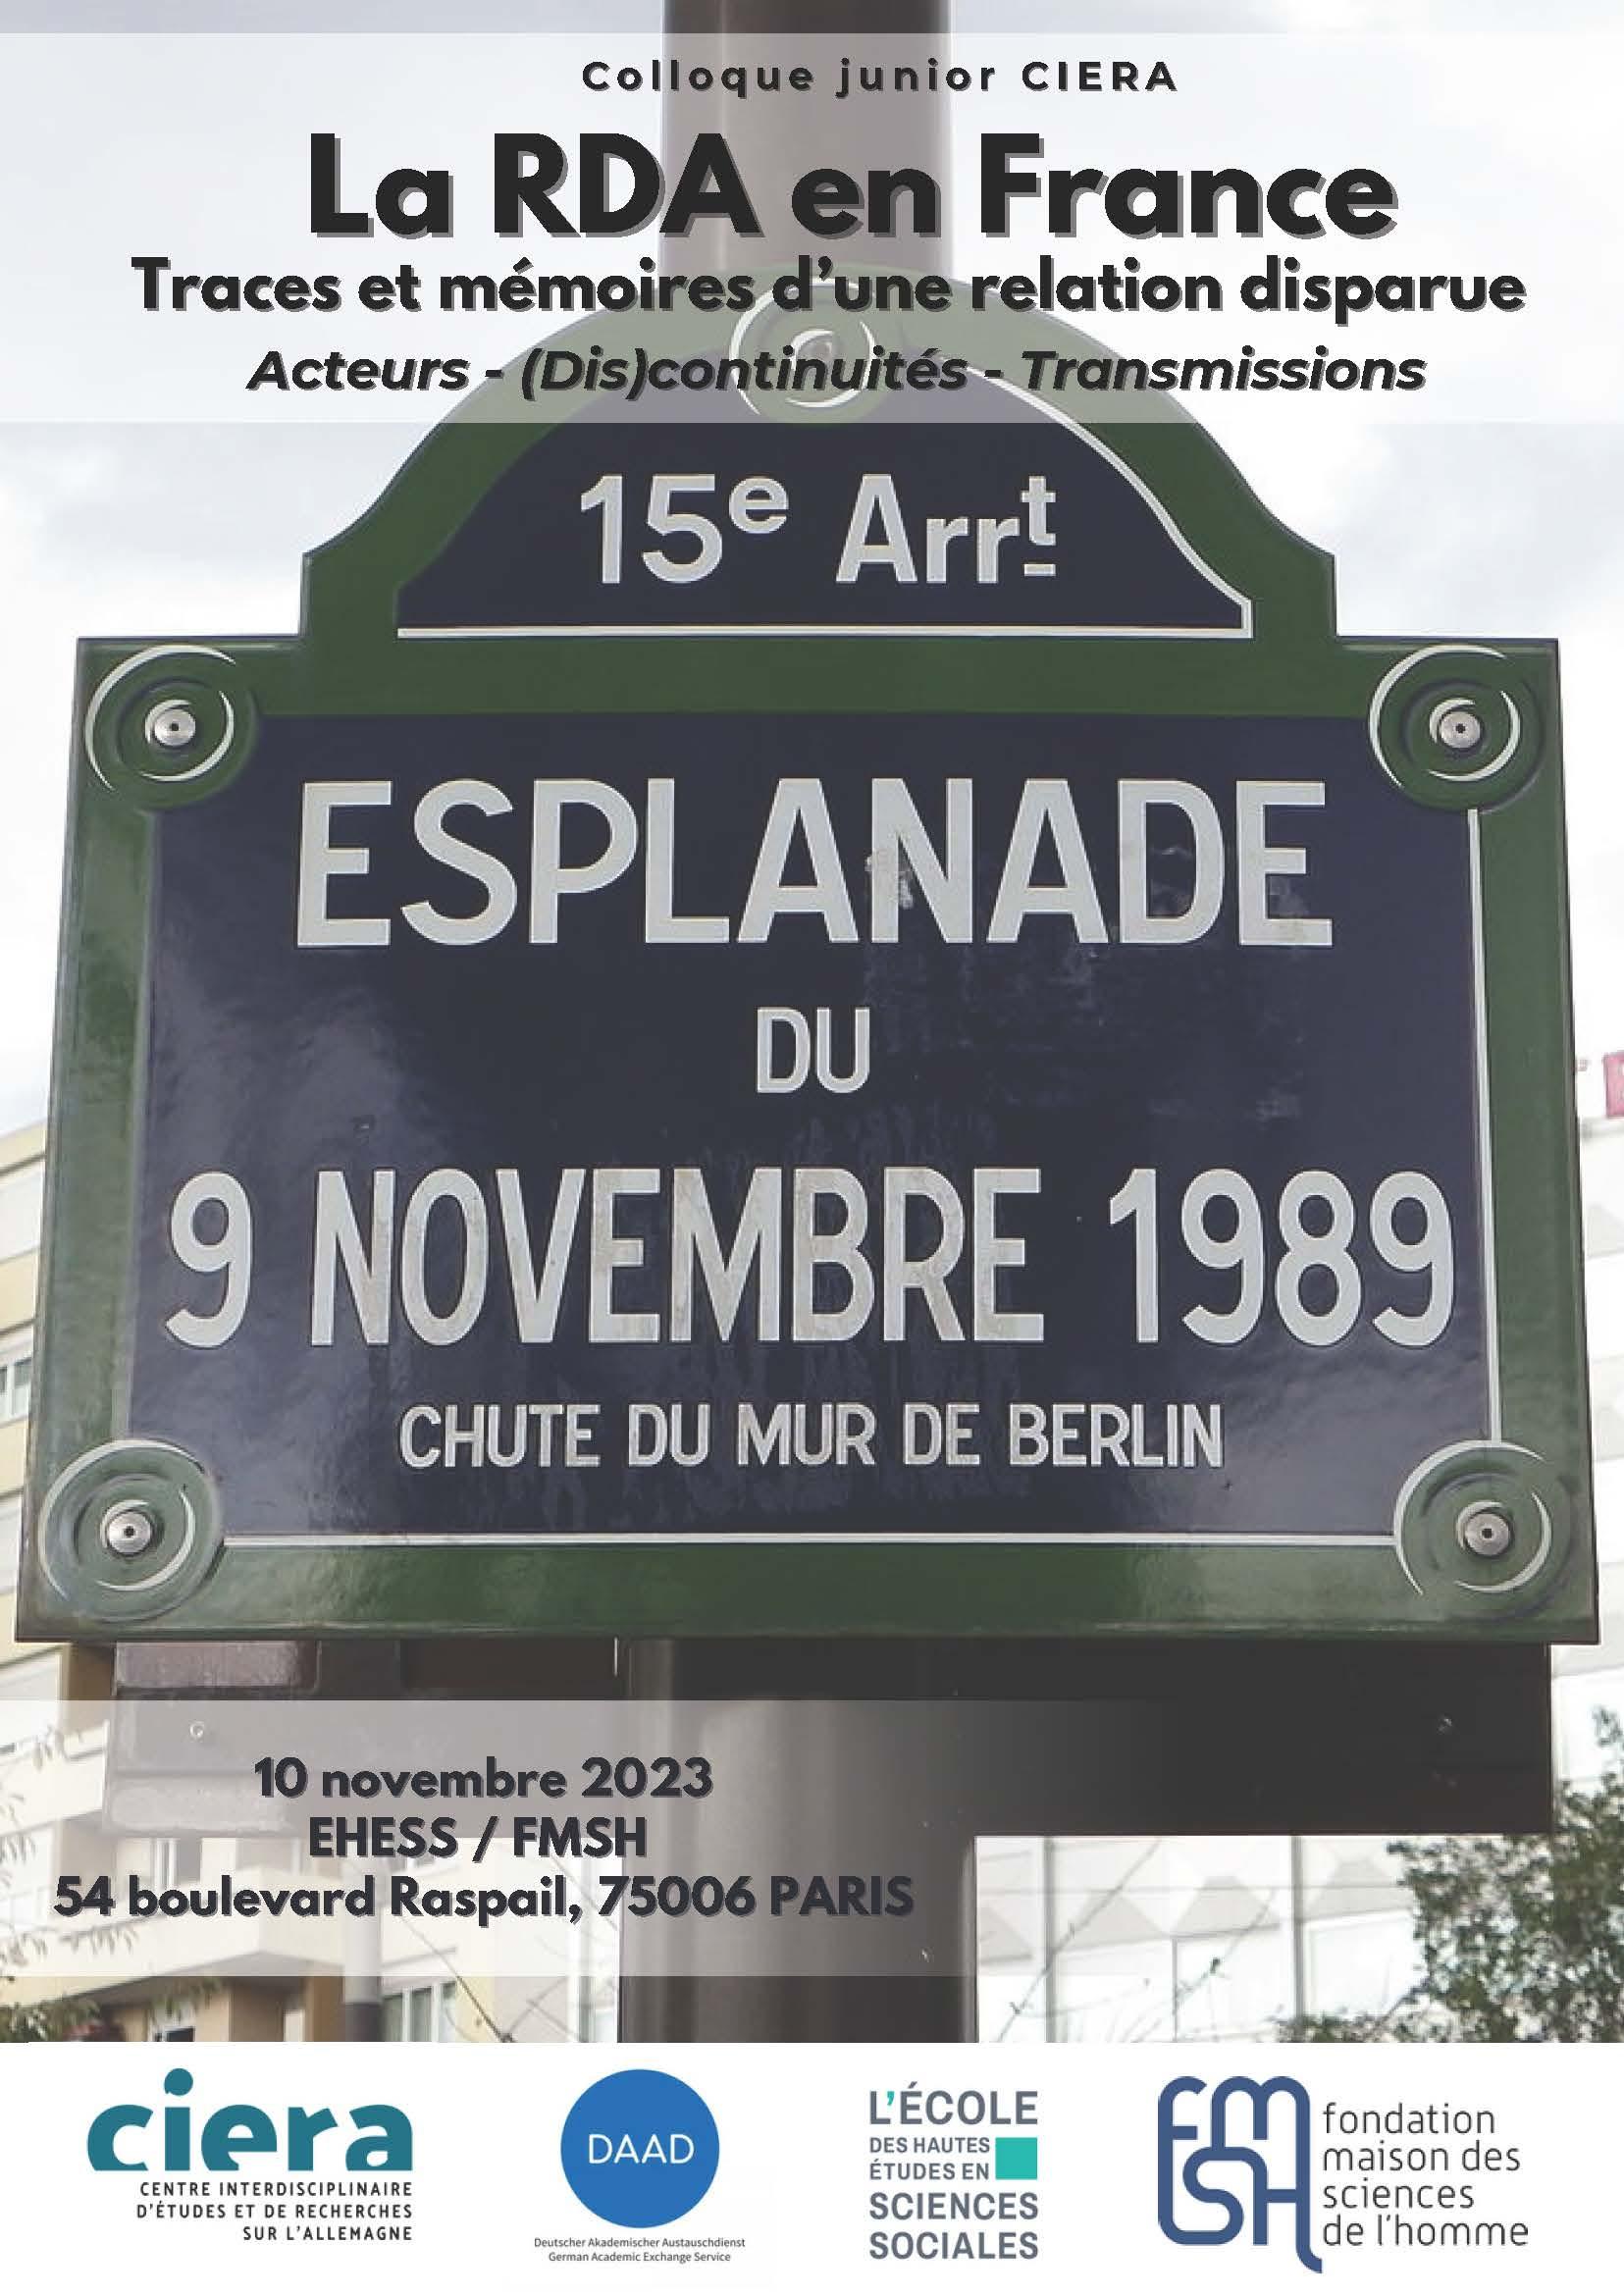 Colloque junior CIERA
La RDA en France
Traces et mémoires d'une relation disparue
Acteurs - (Dis)continuités - Transmissions
15e Arrt
ESPLANADE
DU
9 NOVEMBRE 1989
CHUTE DU MUR DE BERLIN
10 novembre 2023
EHESS / FMSH
54 boulevard Raspail, 75006 PARIS
ciera
CENTRE INTERDISCIPLINAIRE
D'ÉTUDES ET DE RECHERCHES
SUR L'ALLEMAGNE
DAAD
Deutscher Akademischer Austauschdienst
German Academic Exchange Service
L'ÉCOLE
DES HAUTES
ÉTUDES EN
SCIENCES
SOCIALES
FMSH
fondation
maison des
sciences
de l'homme